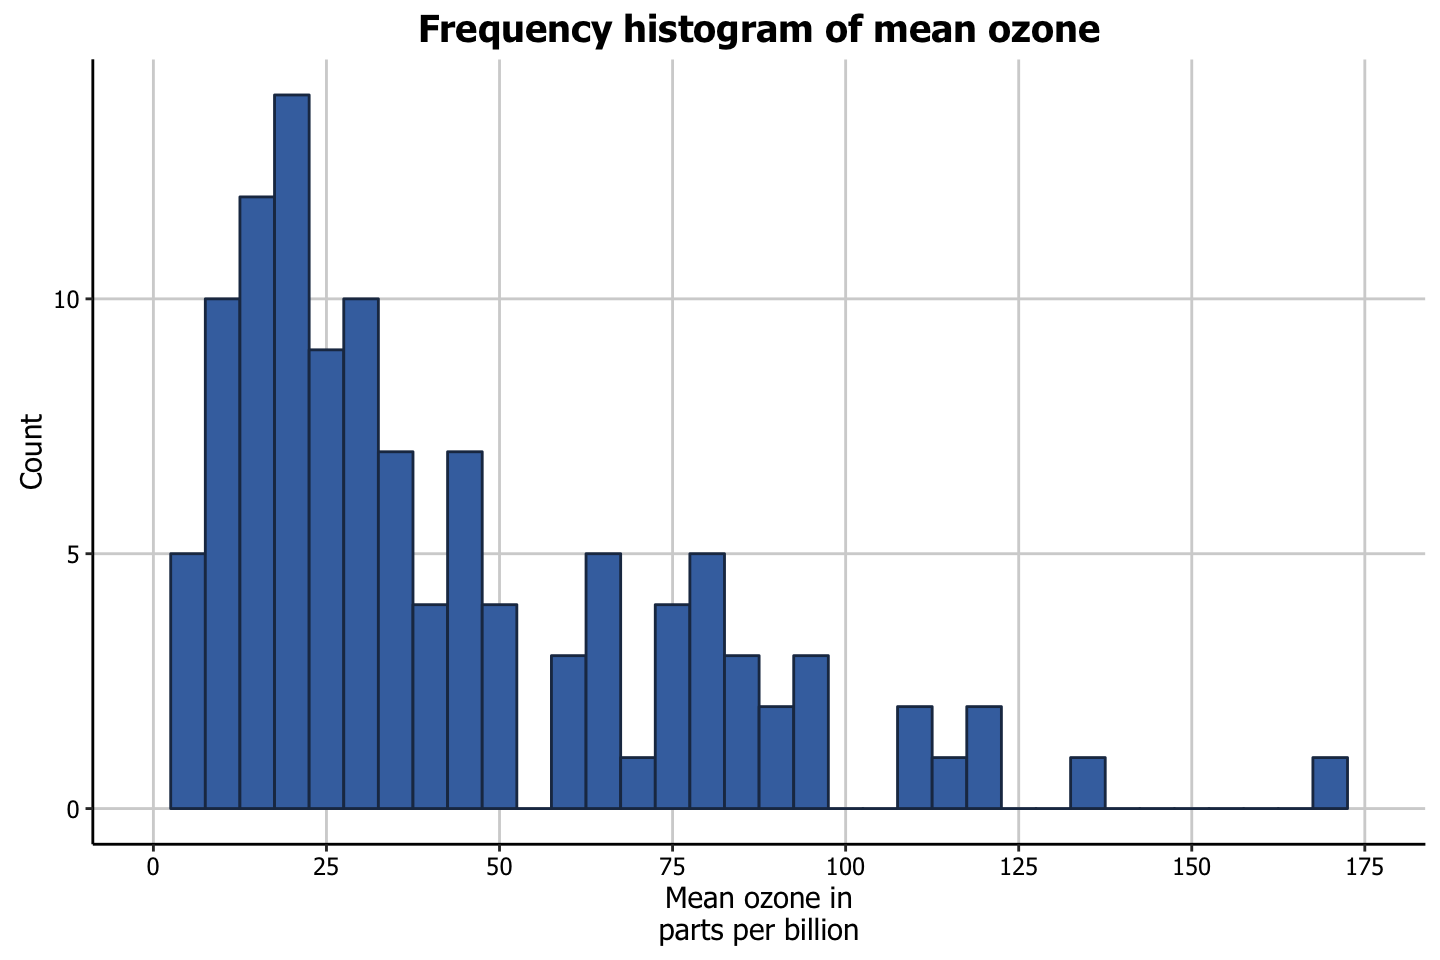 Frequency histogram of mean ozone
Count
10
5
0
0 25 50 75 100 125 150 175
Mean ozone in
parts per billion